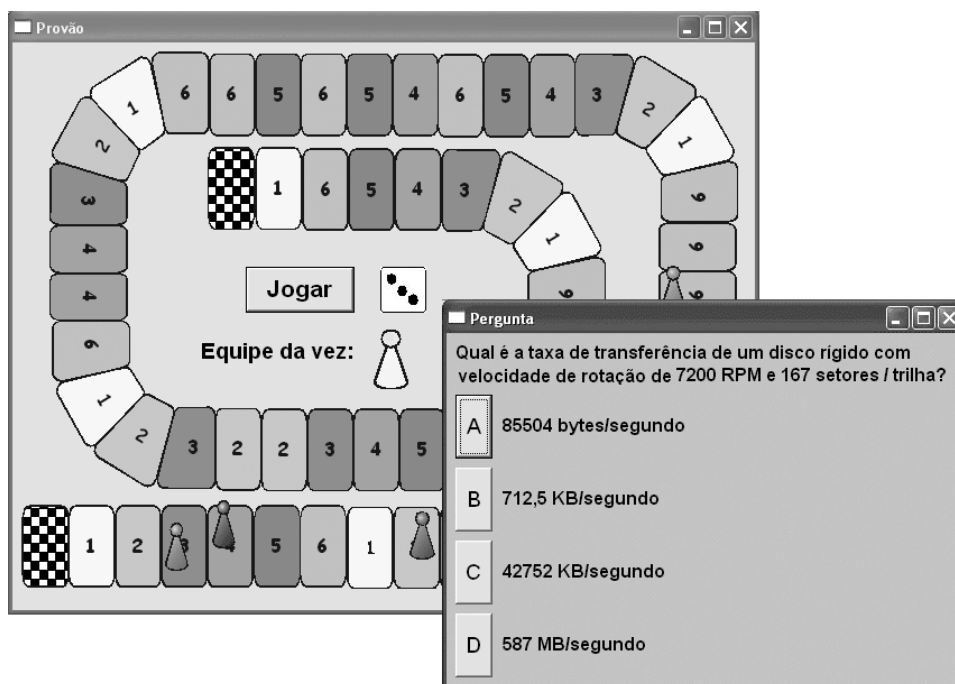 Provão
1 6 6 5 6 5 4 6 5 4 3 2 1
2
3
4
4
6
1
2
6
6
6
1 6 5 4 3 2 1
6
Jogar
Equipe da vez:
3 2 2 3 4 5
1 2 3 4 5 6 1
Pergunta
Qual é a taxa de transferência de um disco rígido com
velocidade de rotação de 7200 RPM e 167 setores / trilha?
A 85504 bytes/segundo
B 712,5 KB/segundo
C 42752 KB/segundo
D 587 MB/segundo